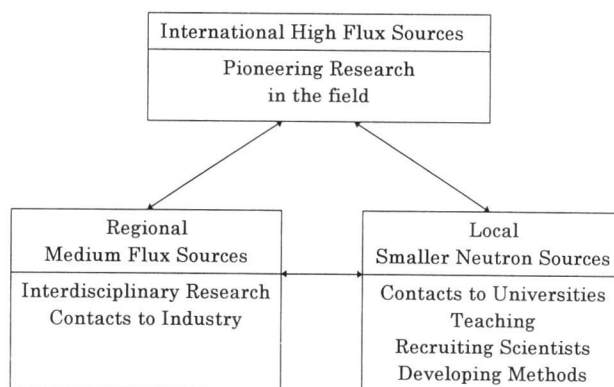 International High Flux Sources
Pioneering Research
in the field
Regional
Medium Flux Sources
Interdisciplinary Research
Contacts to Industry
Local
Smaller Neutron Sources
Contacts to Universities
Teaching
Recruiting Scientists
Developing Methods